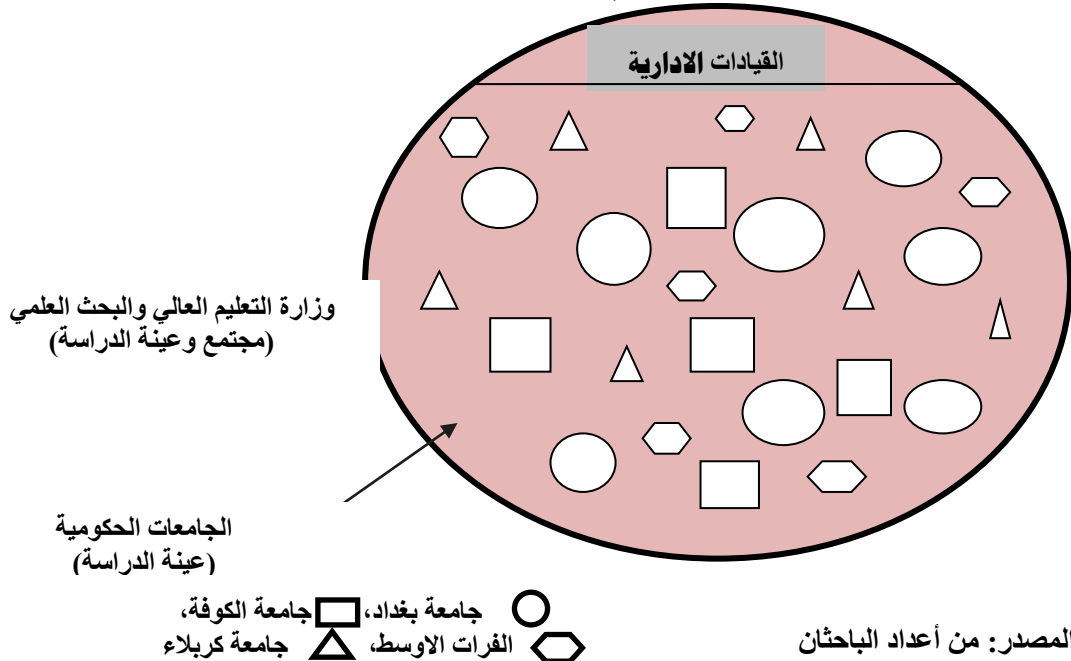 القيادات الادارية
وزارة التعليم العالي والبحث العلمي
(مجتمع وعينة الدراسة)
الجامعات الحكومية
(عينة الدراسة)
جامعة بغداد، جامعة الكوفة،
الفرات الاوسط، جامعة كربلاء
المصدر: من أعداد الباحثان